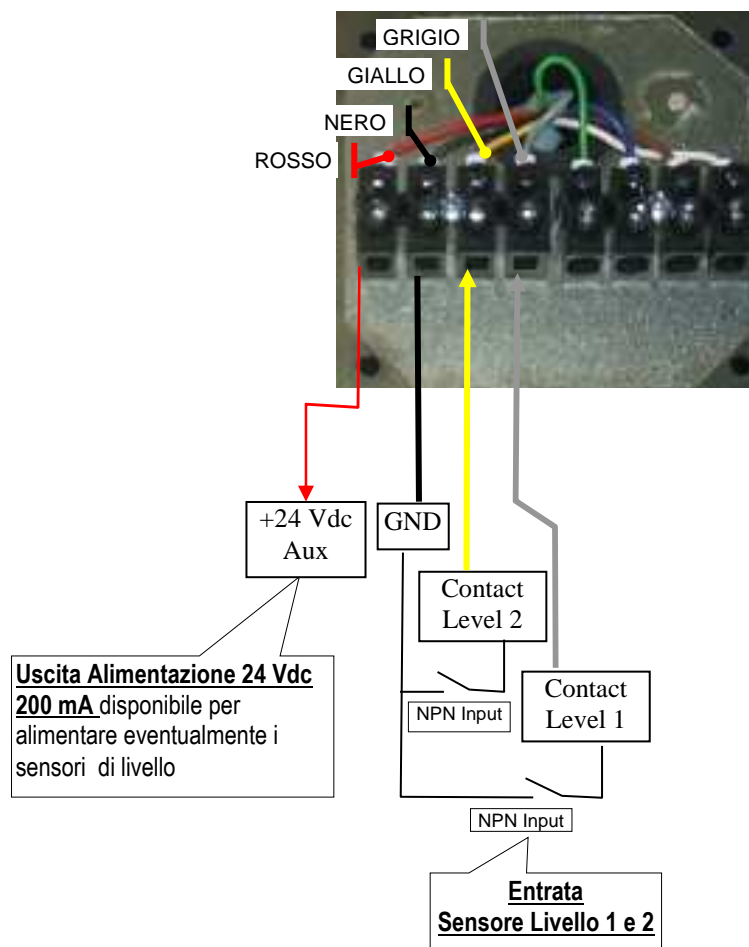 GRIGIO
GIALLO
NERO
ROSSO
+24 Vdc
Aux
GND
Contact
Level 2
Uscita Alimentazione 24 Vdc
200 mA disponibile per
alimentare eventualmente i
sensori di livello
NPN Input
Contact
Level 1
NPN Input
Entrata
Sensore Livello 1 e 2